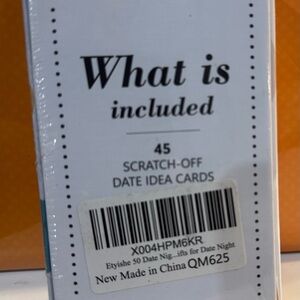 What is
included
45
SCRATCH-OFF
DATE IDEA CARDS
X004HPM6KR
Etyishe 50 Date Nig...ifts for Date Night
New Made in China QM625